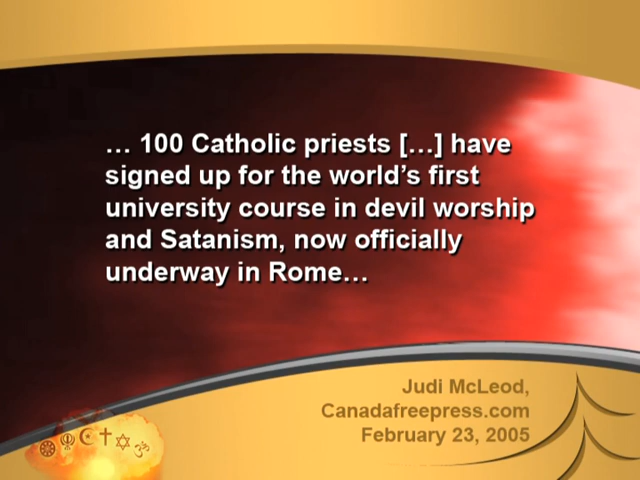 … 100 Catholic priests […] have
signed up for the world’s first
university course in devil worship
and Satanism, now officially
underway in Rome…
Judi McLeod,
Canadafreepress.com
February 23, 2005